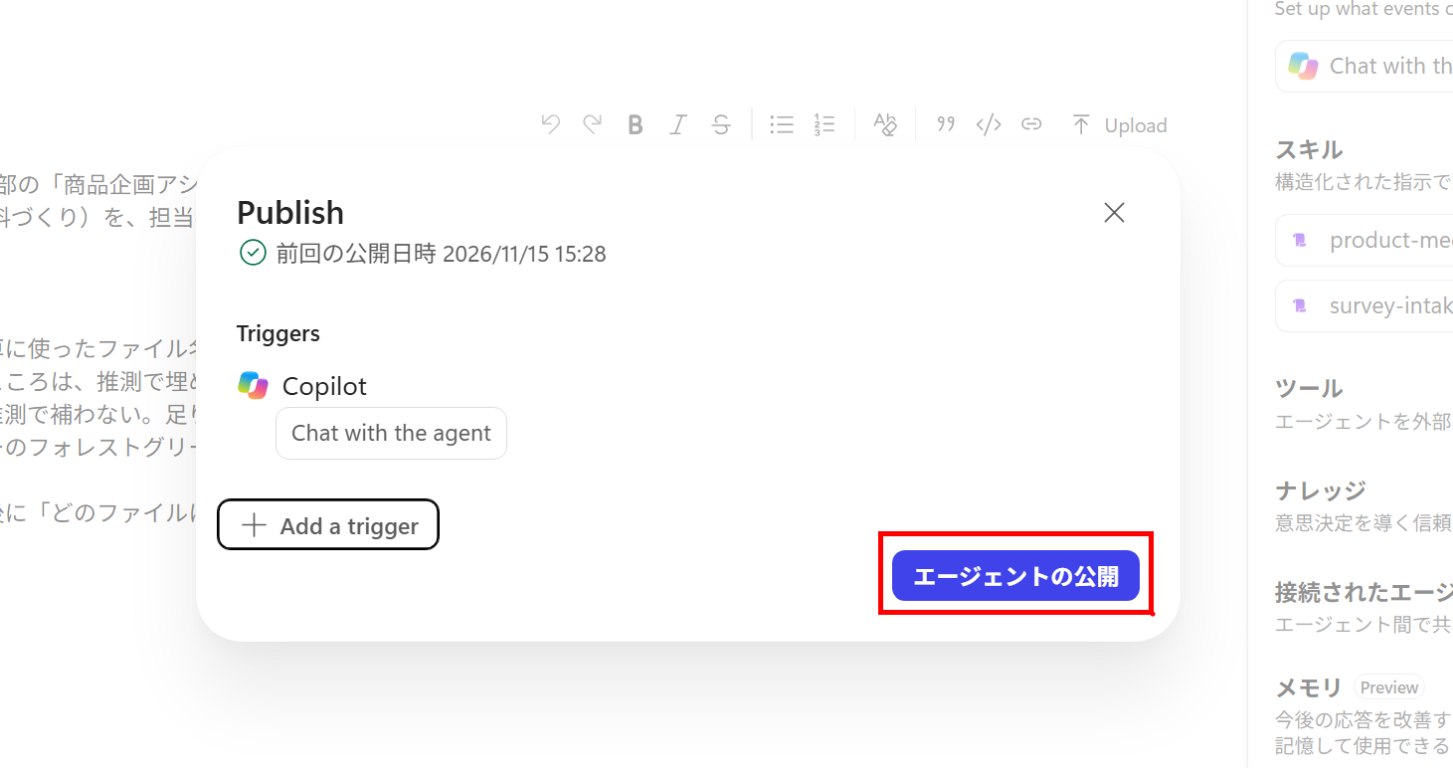 Set up what events
Chat with th
Upload
スキル
構造化された指示で
部の「商品企画アシ
料づくり）を、担当
Publish
前回の公開日時 2026/11/15 15:28
product-me
survey-intak
Triggers
に使ったファイル
ころは、推測で埋
推測で補わない。足
のフォレストグリー
に「どのファイルに
Copilot
Chat with the agent
Add a trigger
エージェントの公開
ツール
エージェントを外部
ナレッジ
意思決定を導く信頼
接続されたエージ
エージェント間で共
メモリ Preview
今後の応答を改善す
記憶して使用できる